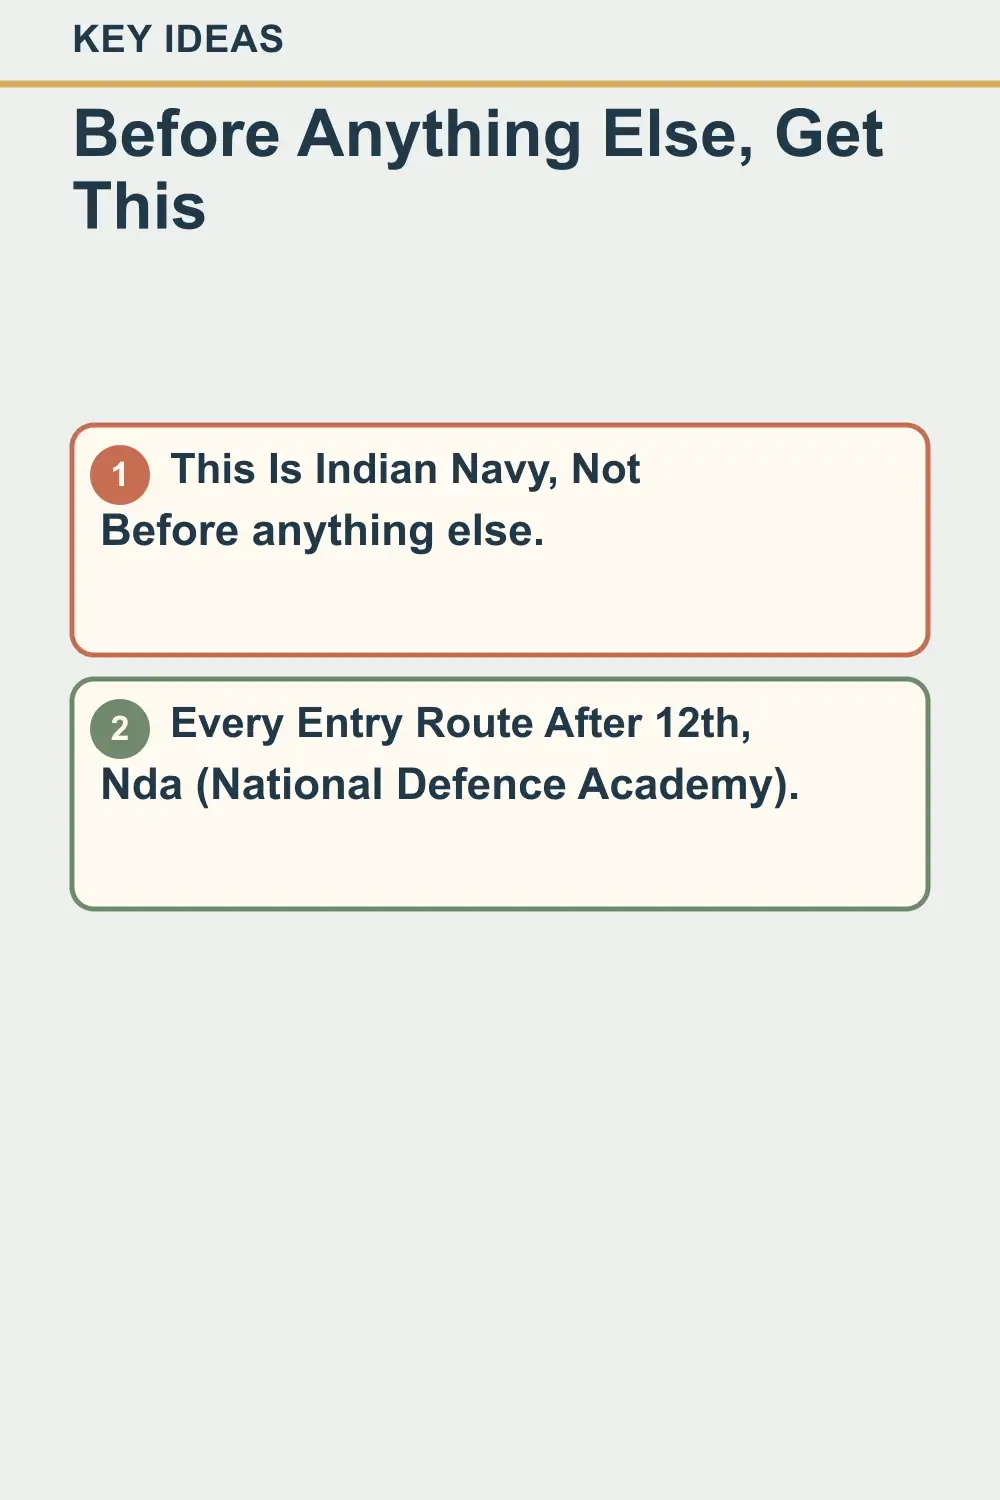 KEY IDEAS
Before Anything Else, Get
This
1 This Is Indian Navy, Not
Before anything else.
2 Every Entry Route After 12th,
Nda (National Defence Academy).